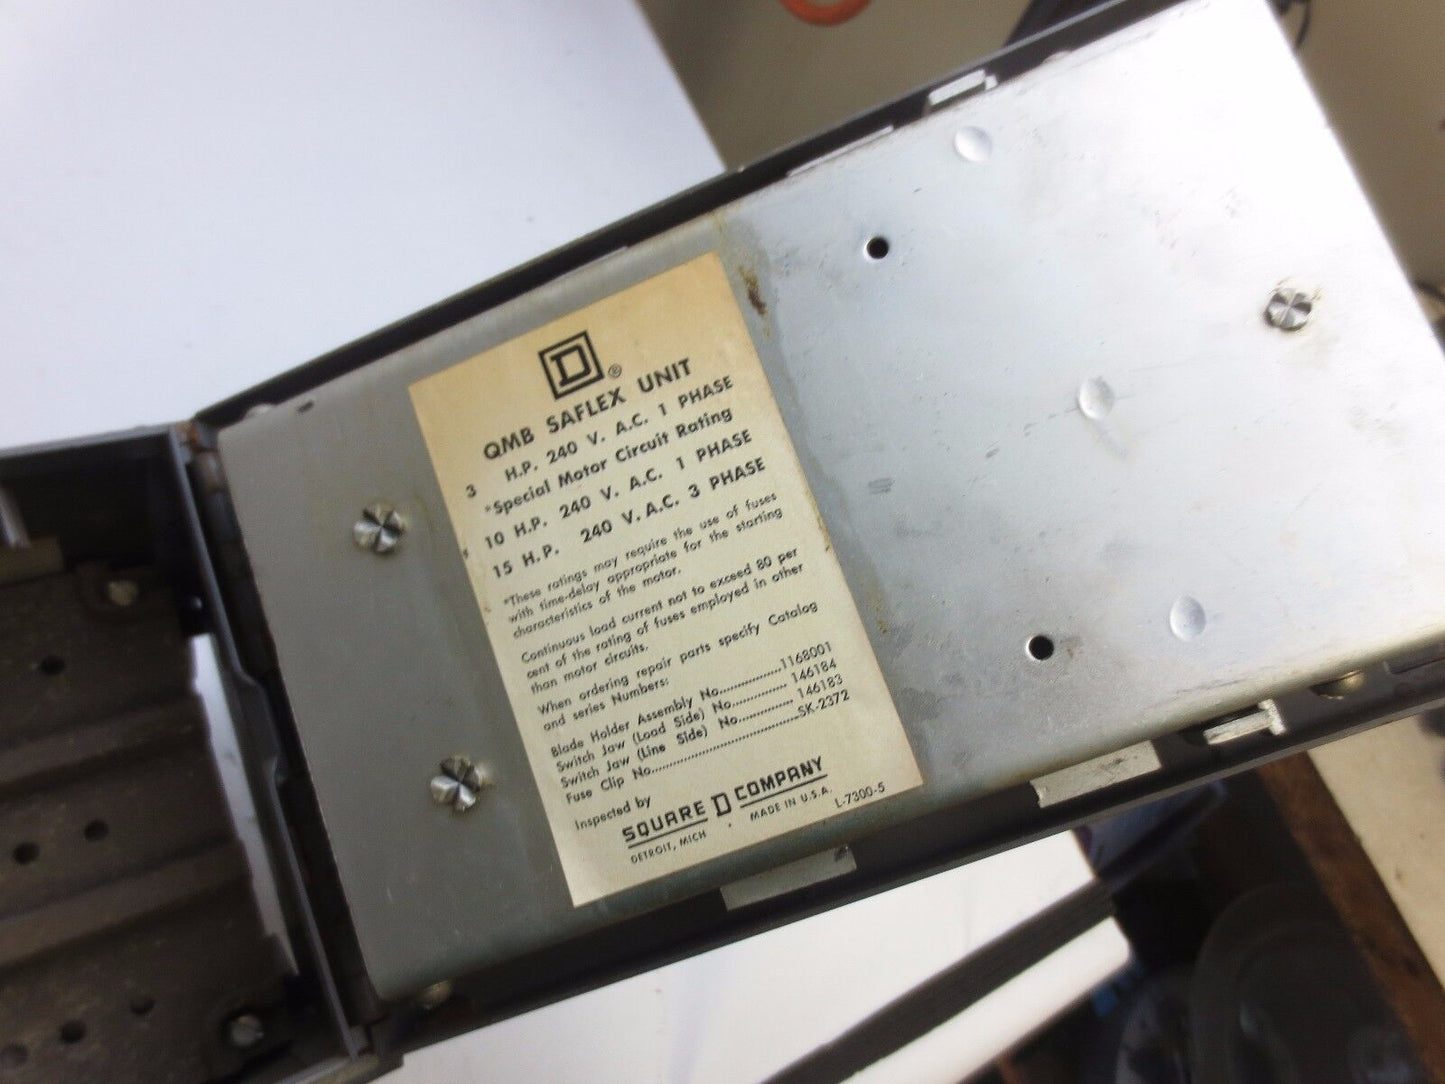 D®
QMB SAFLEX UNIT
3 H.P. 240 V. A.C. 1 PHASE
*Special Motor Circuit Rating
10 H.P. 240 V. A.C. 1 PHASE
15 H.P. 240 V. A.C. 3 PHASE
*These ratings may require the use of fuses
with time-delay appropriate for the starting
characteristics of the motor.
Continuous load current not to exceed 80 per
cent of the rating of fuses employed in other
than motor circuits.
When ordering repair parts specify Catalog
and series Numbers:
Blade Holder Assembly No................1168001
Switch Jaw (Load Side) No.............. 146184
Switch Jaw (Line Side) No.............. 146183
Fuse Clip No......................................SK-2372
Inspected by
SQUARE D COMPANY
DETROIT, MICH . MADE IN U.S.A. L-7300-5